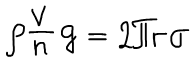 ρ V/n g = 2πrσ